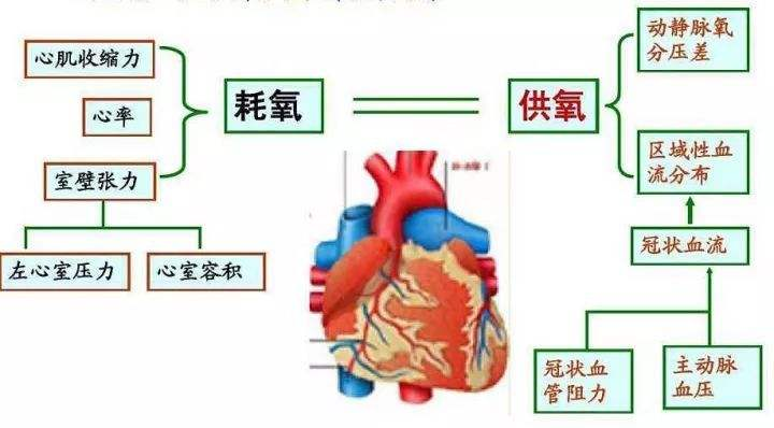 心肌收缩力
心率
室壁张力
左心室压力
心室容积
耗氧
供氧
动静脉氧
分压差
区域性血
流分布
冠状血流
冠状血
管阻力
主动脉
血压